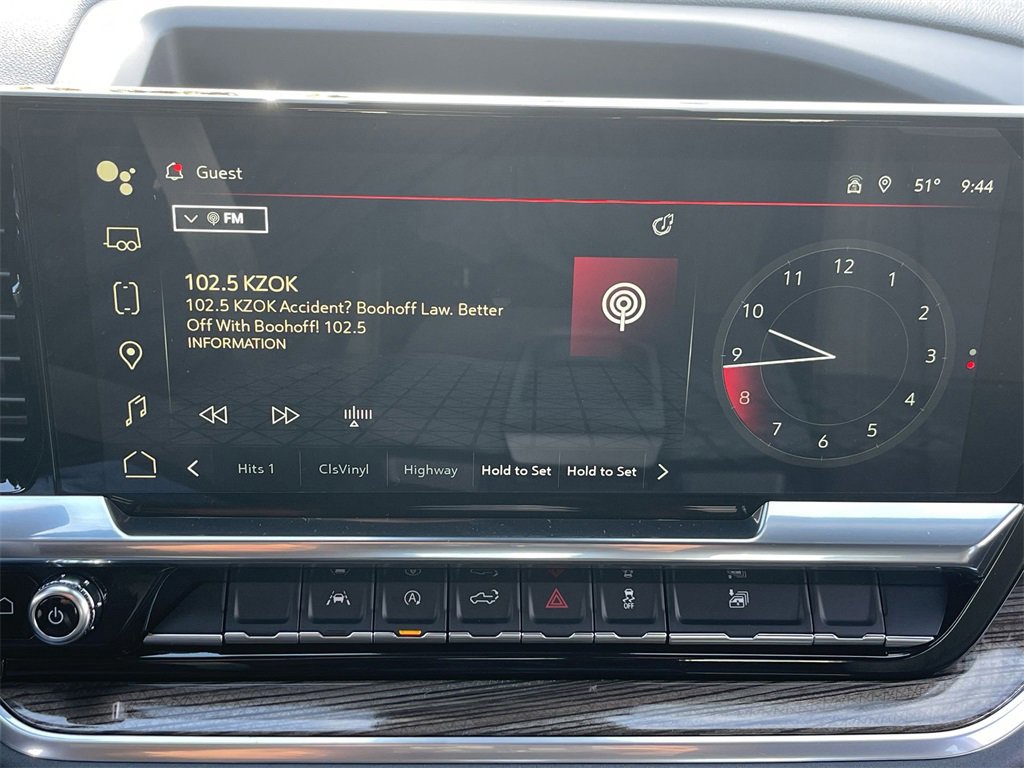 Guest
51° 9:44
FM
102.5 KZOK
102.5 KZOK Accident? Boohoff Law. Better
Off With Boohoff! 102.5
INFORMATION
12
1
2
3
4
5
6
7
8
9
10
11
Hits 1 ClsVinyl Highway Hold to Set Hold to Set
A
OFF